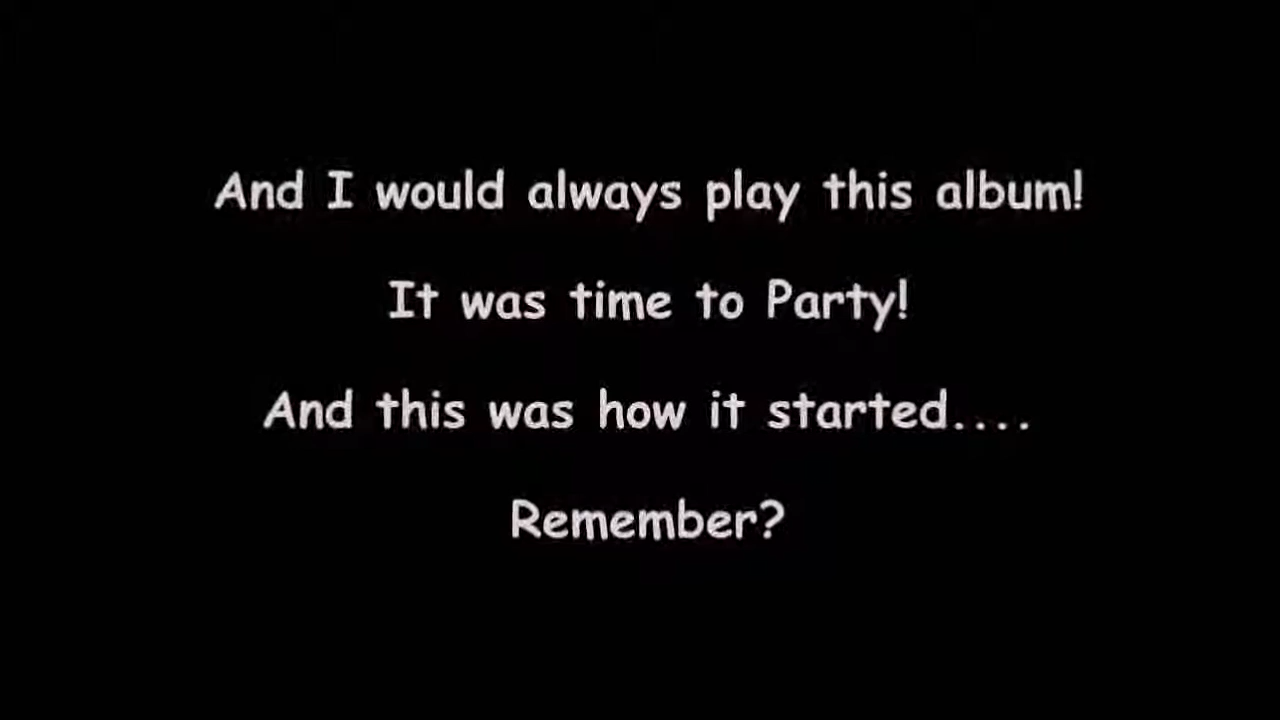 And I would always play this album!
It was time to Party!
And this was how it started....
Remember?